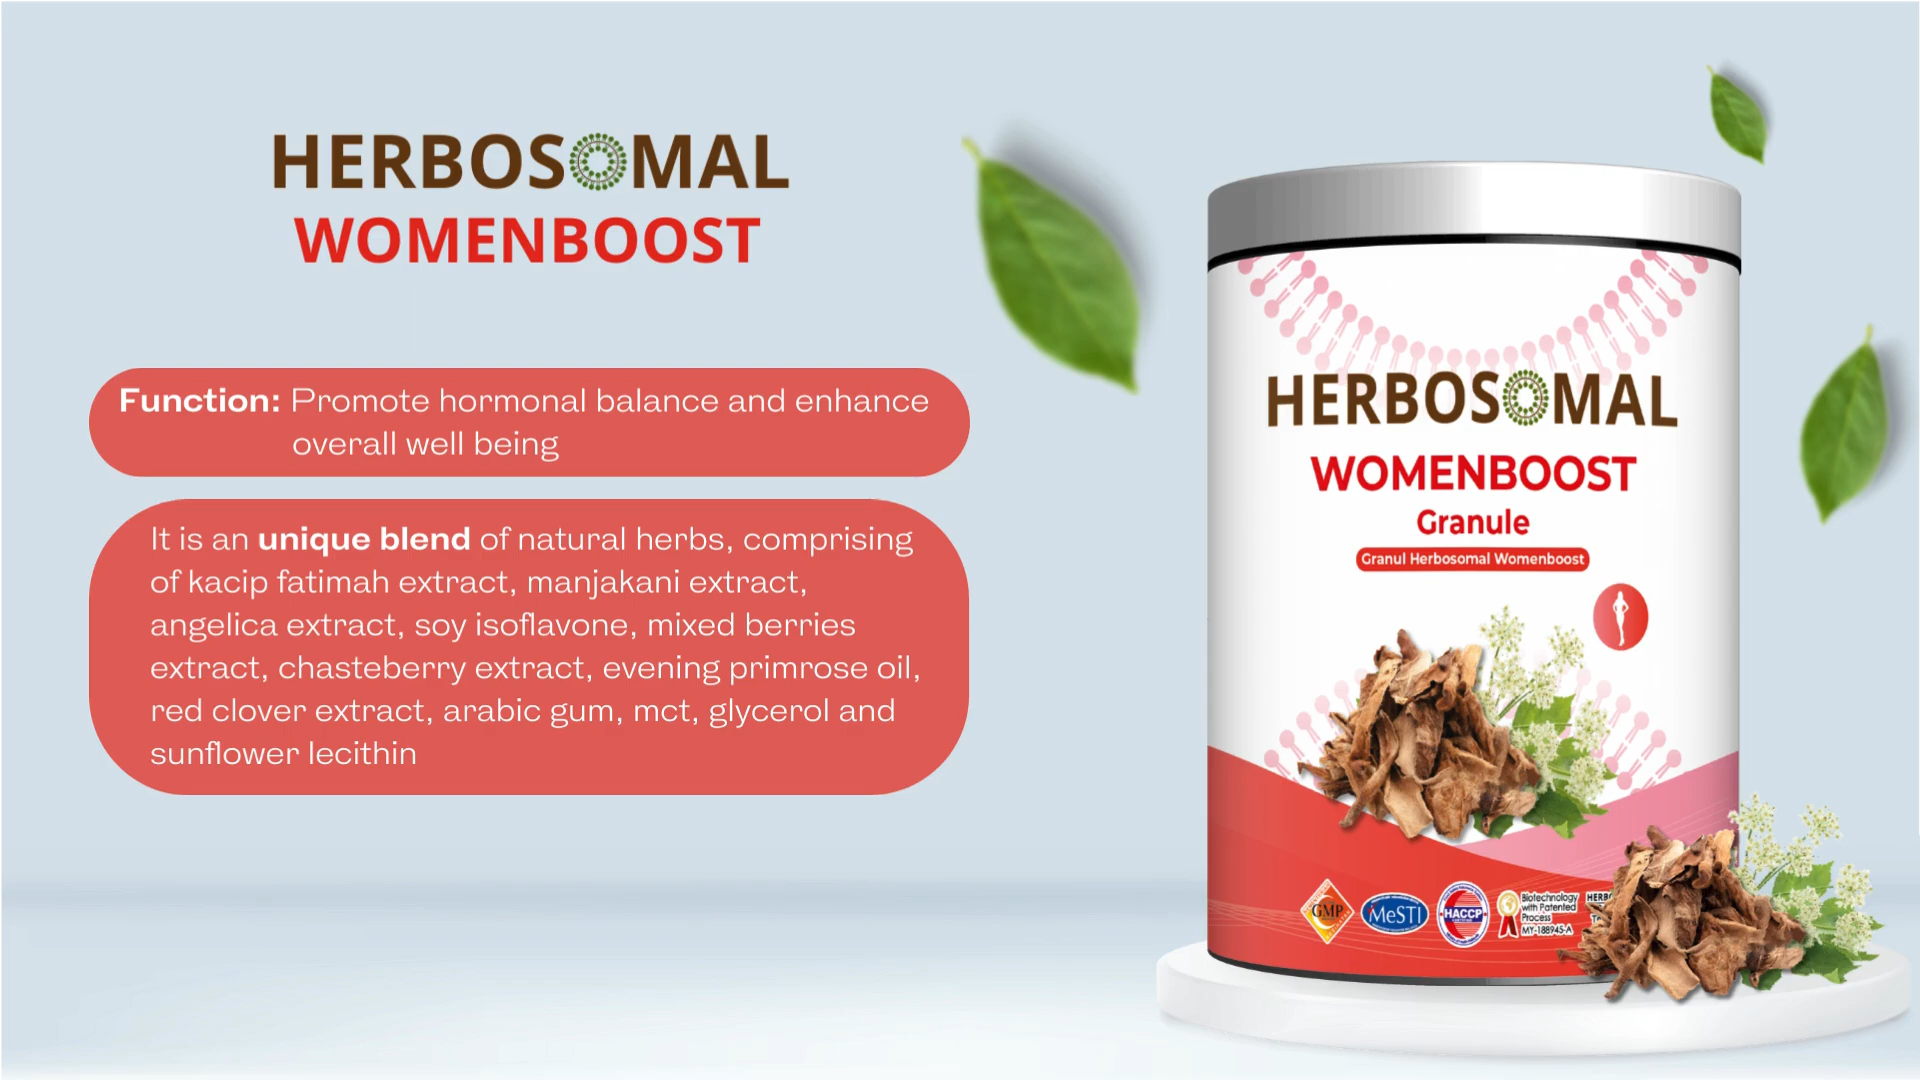 HERBOSOMAL
WOMENBOOST
Function: Promote hormonal balance and enhance
overall well being
It is an unique blend of natural herbs, comprising
of kacip fatimah extract, manjakani extract,
angelica extract, soy isoflavone, mixed berries
extract, chasteberry extract, evening primrose oil,
red clover extract, arabic gum, mct, glycerol and
sunflower lecithin
HERBOSOMAL
WOMENBOOST
Granule
Granul Herbosomal Womenboost
GMP
MeSTI
HACCP
Biotechnology
with Patented
Process
MY-188945-A